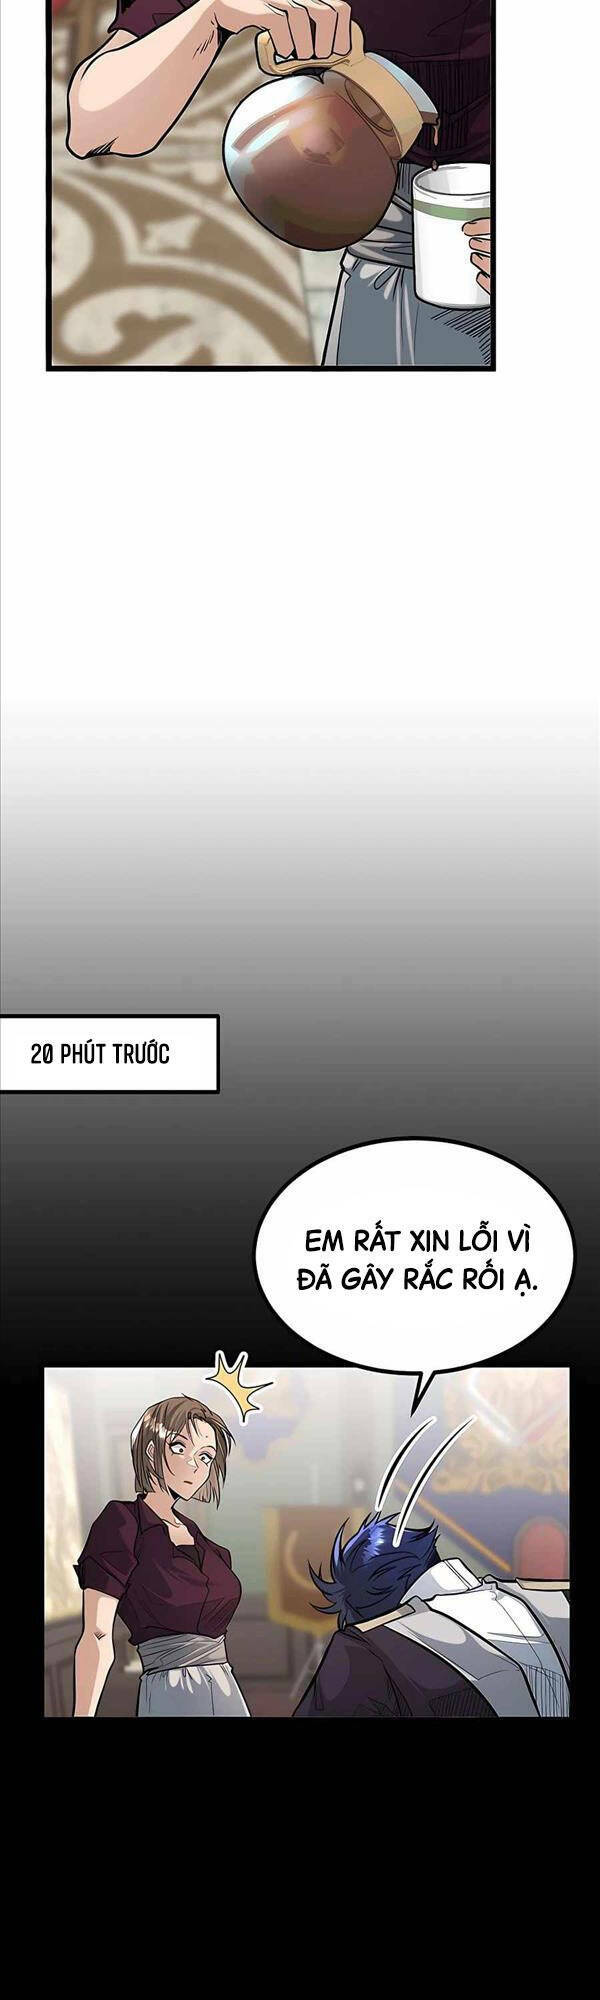 20 PHÚT TRƯỚC
EM RẤT XIN LỖI VÌ
ĐÃ GÂY RẮC RỐI Ạ.